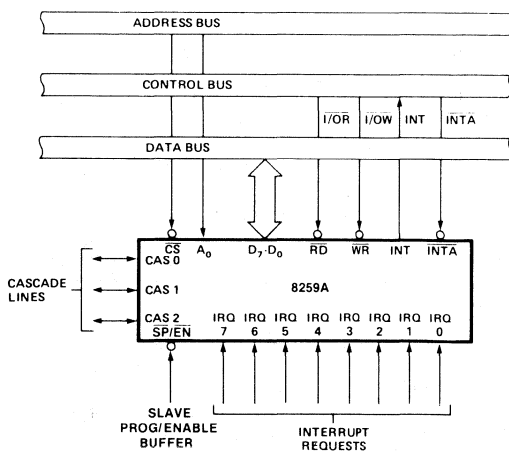 ADDRESS BUS
CONTROL BUS
I/OR I/OW INT INTA
DATA BUS
CS A0 D7-D0 RD WR INT INTA
CAS 0
CASCADE LINES
CAS 1
8259A
CAS 2
SP/EN
IRQ IRQ IRQ IRQ IRQ IRQ IRQ IRQ
7 6 5 4 3 2 1 0
SLAVE
PROG/ENABLE
BUFFER
INTERRUPT
REQUESTS